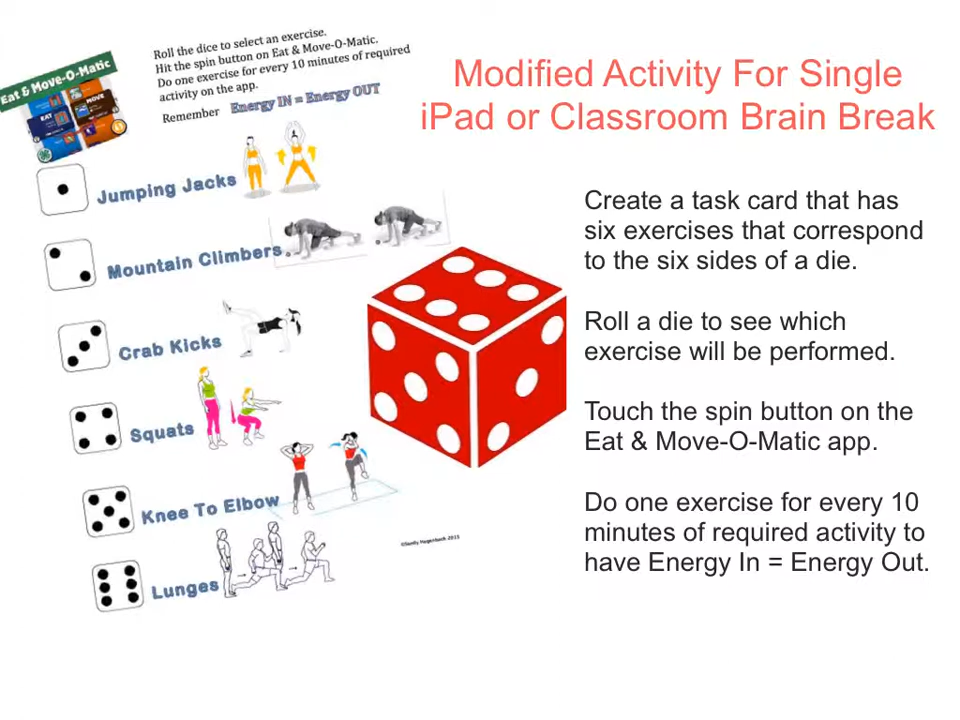 Roll the dice to select an exercise.
Hit the spin button on Eat & Move-O-Matic.
Do one exercise for every 10 minutes of required
activity on the app.
Remember Energy IN = Energy OUT
Eat & Move-O-Matic
EAT
MOVE
Jumping Jacks
Mountain Climbers
Crab Kicks
Squats
Knee To Elbow
Lunges
Modified Activity For Single
iPad or Classroom Brain Break
Create a task card that has
six exercises that correspond
to the six sides of a die.
Roll a die to see which
exercise will be performed.
Touch the spin button on the
Eat & Move-O-Matic app.
Do one exercise for every 10
minutes of required activity to
have Energy In = Energy Out.